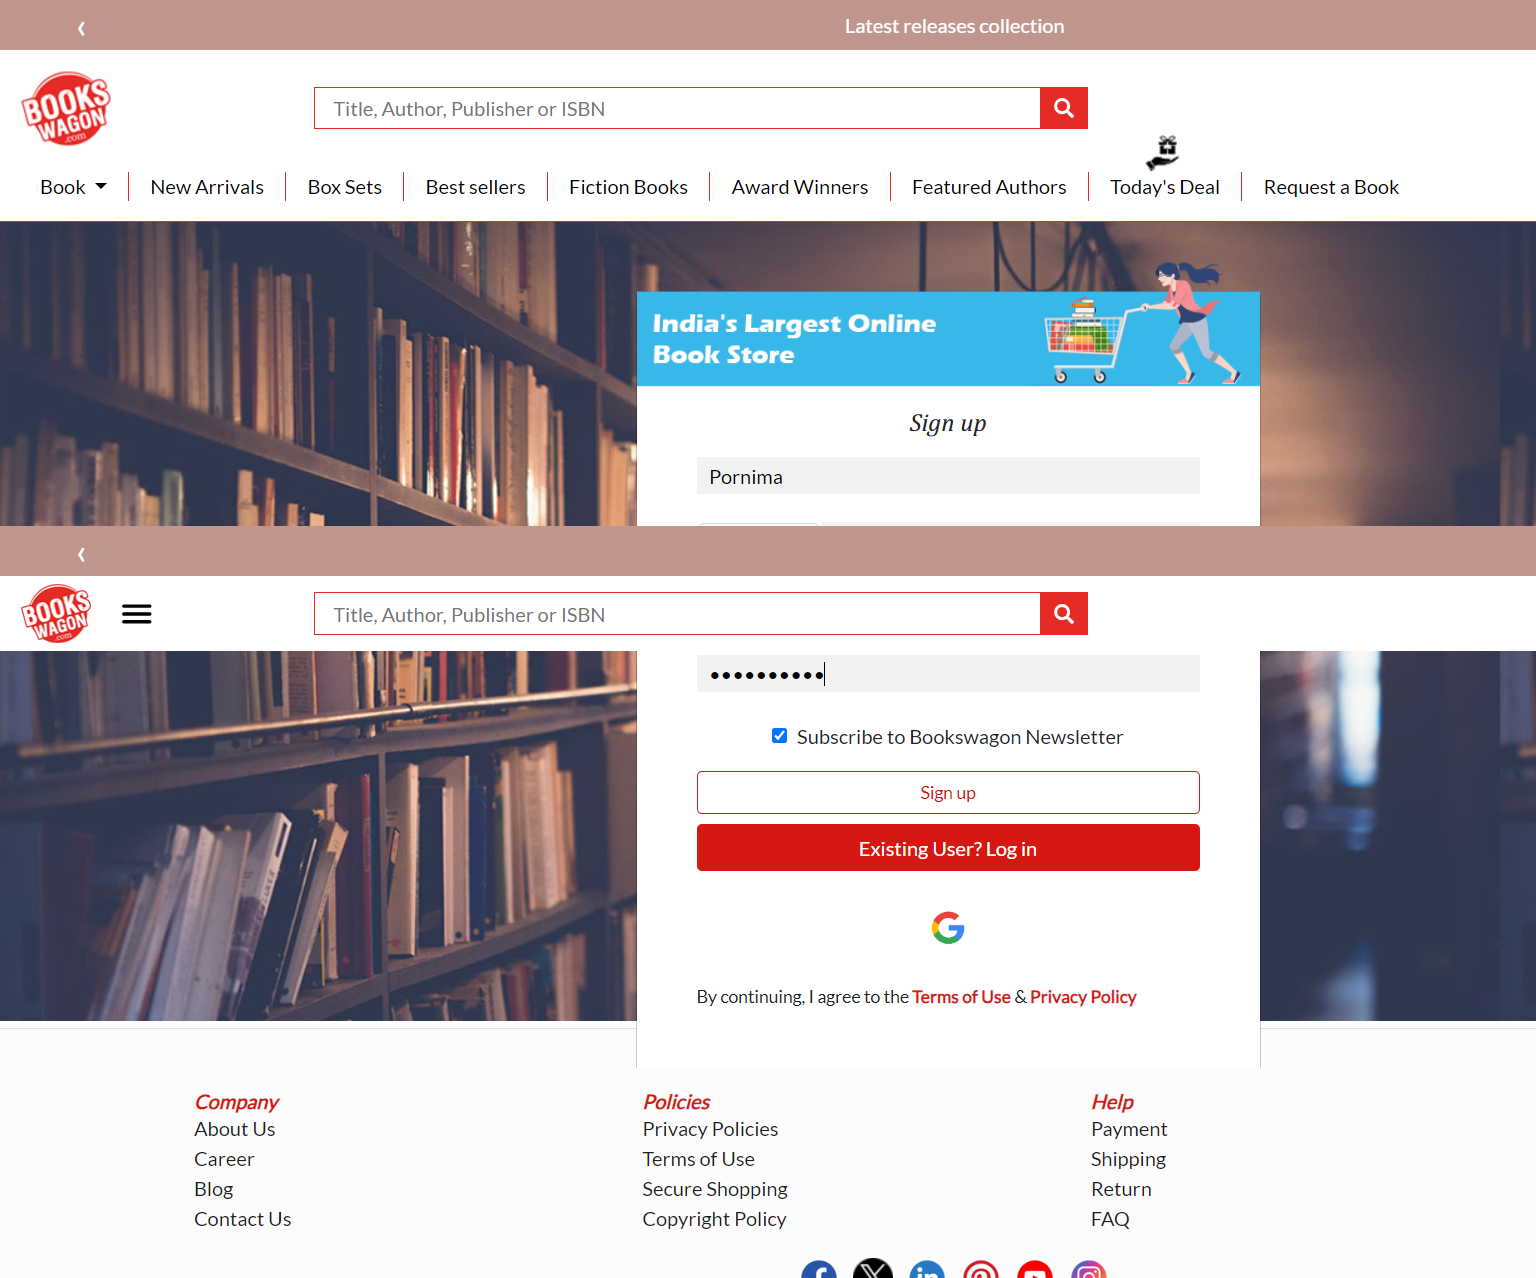 ‹
Latest releases collection
BOOKS
WAGON
.com
Title, Author, Publisher or ISBN
Book
New Arrivals
Box Sets
Best sellers
Fiction Books
Award Winners
Featured Authors
Today's Deal
Request a Book
India's Largest Online
Book Store
Sign up
Pornima
‹
BOOKS
WAGON
.com
Title, Author, Publisher or ISBN
••••••••••
Subscribe to Bookswagon Newsletter
Sign up
Existing User? Log in
By continuing, I agree to the Terms of Use & Privacy Policy
Company
About Us
Career
Blog
Contact Us
Policies
Privacy Policies
Terms of Use
Secure Shopping
Copyright Policy
Help
Payment
Shipping
Return
FAQ